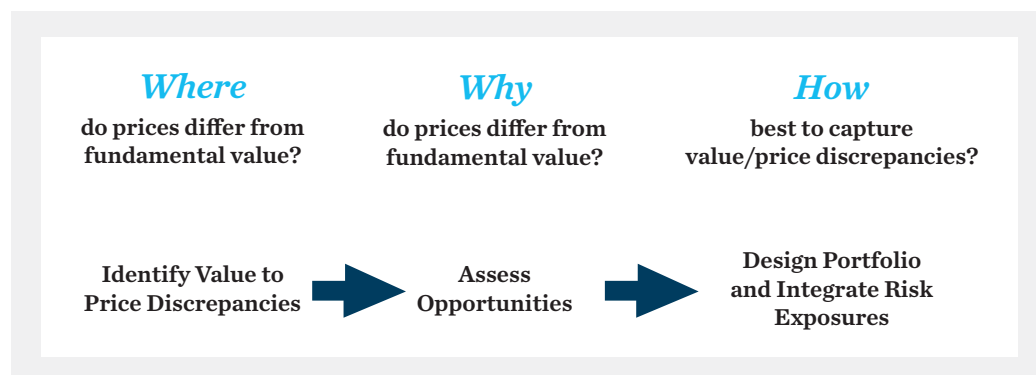 Where
do prices differ from
fundamental value?
Why
do prices differ from
fundamental value?
How
best to capture
value/price discrepancies?
Identify Value to
Price Discrepancies
Assess
Opportunities
Design Portfolio
and Integrate Risk
Exposures